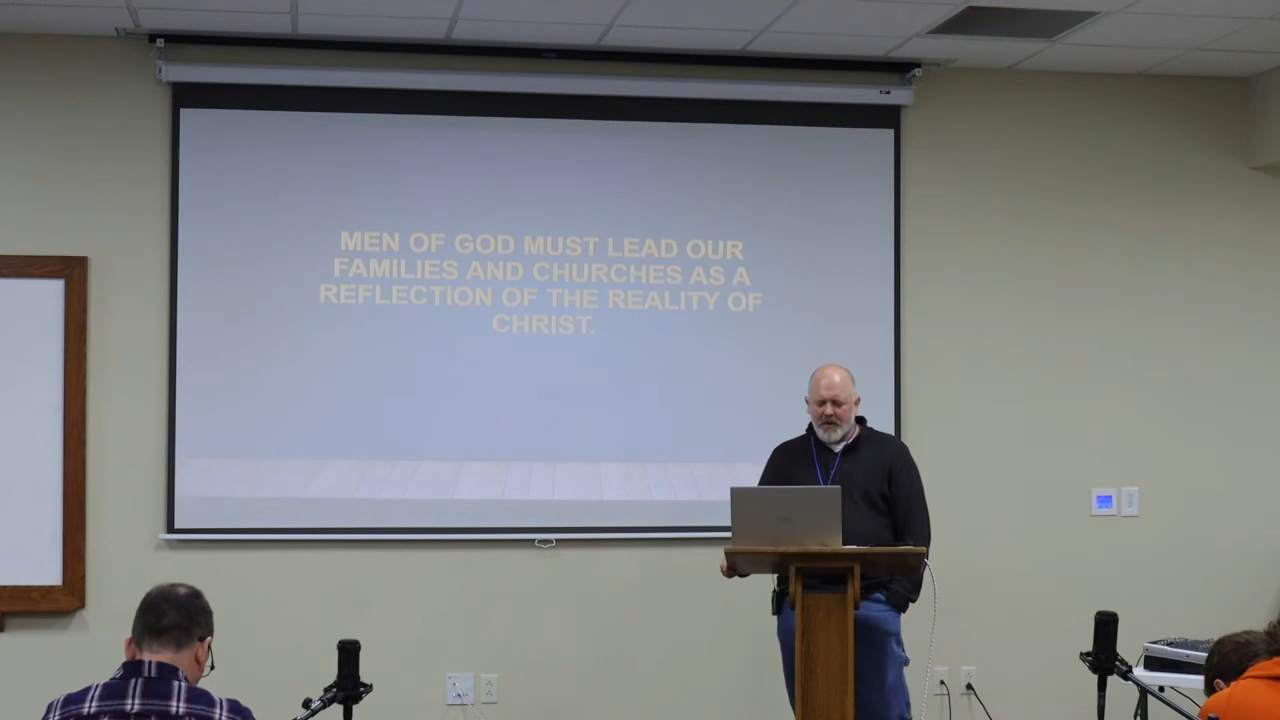 MEN OF GOD MUST LEAD OUR
FAMILIES AND CHURCHES AS A
REFLECTION OF THE REALITY OF
CHRIST.